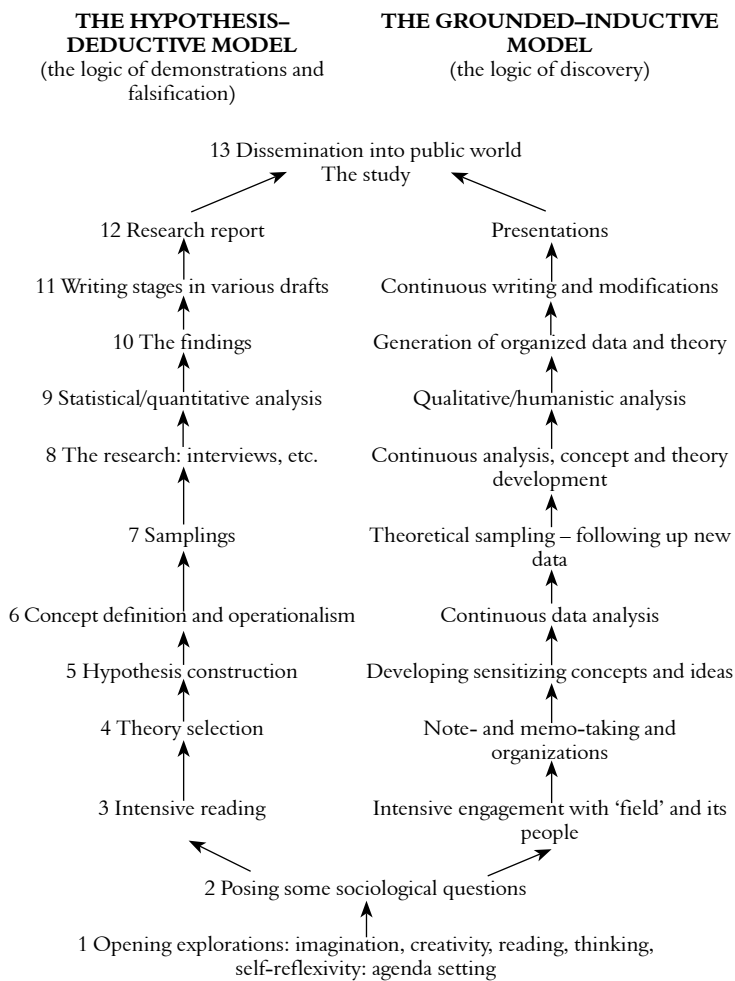 THE HYPOTHESIS–
DEDUCTIVE MODEL
(the logic of demonstrations and
falsification)
THE GROUNDED–INDUCTIVE
MODEL
(the logic of discovery)
13 Dissemination into public world
The study
12 Research report
Presentations
11 Writing stages in various drafts
Continuous writing and modifications
10 The findings
Generation of organized data and theory
9 Statistical/quantitative analysis
Qualitative/humanistic analysis
8 The research: interviews, etc.
Continuous analysis, concept and theory
development
7 Samplings
Theoretical sampling – following up new
data
6 Concept definition and operationalism
Continuous data analysis
5 Hypothesis construction
Developing sensitizing concepts and ideas
4 Theory selection
Note- and memo-taking and
organizations
3 Intensive reading
Intensive engagement with ‘field’ and its
people
2 Posing some sociological questions
1 Opening explorations: imagination, creativity, reading, thinking,
self-reflexivity: agenda setting